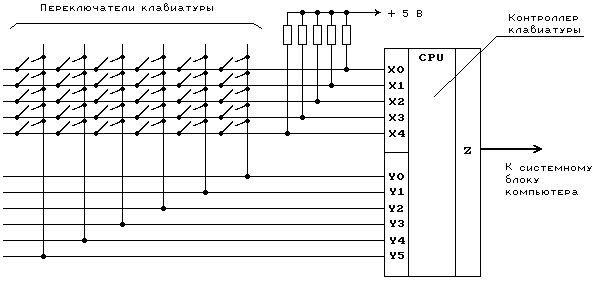 Переключатели клавиатуры
+ 5 В
Контроллер
клавиатуры
CPU
X0
X1
X2
X3
X4
Z
К системному
блоку
компьютера
Y0
Y1
Y2
Y3
Y4
Y5